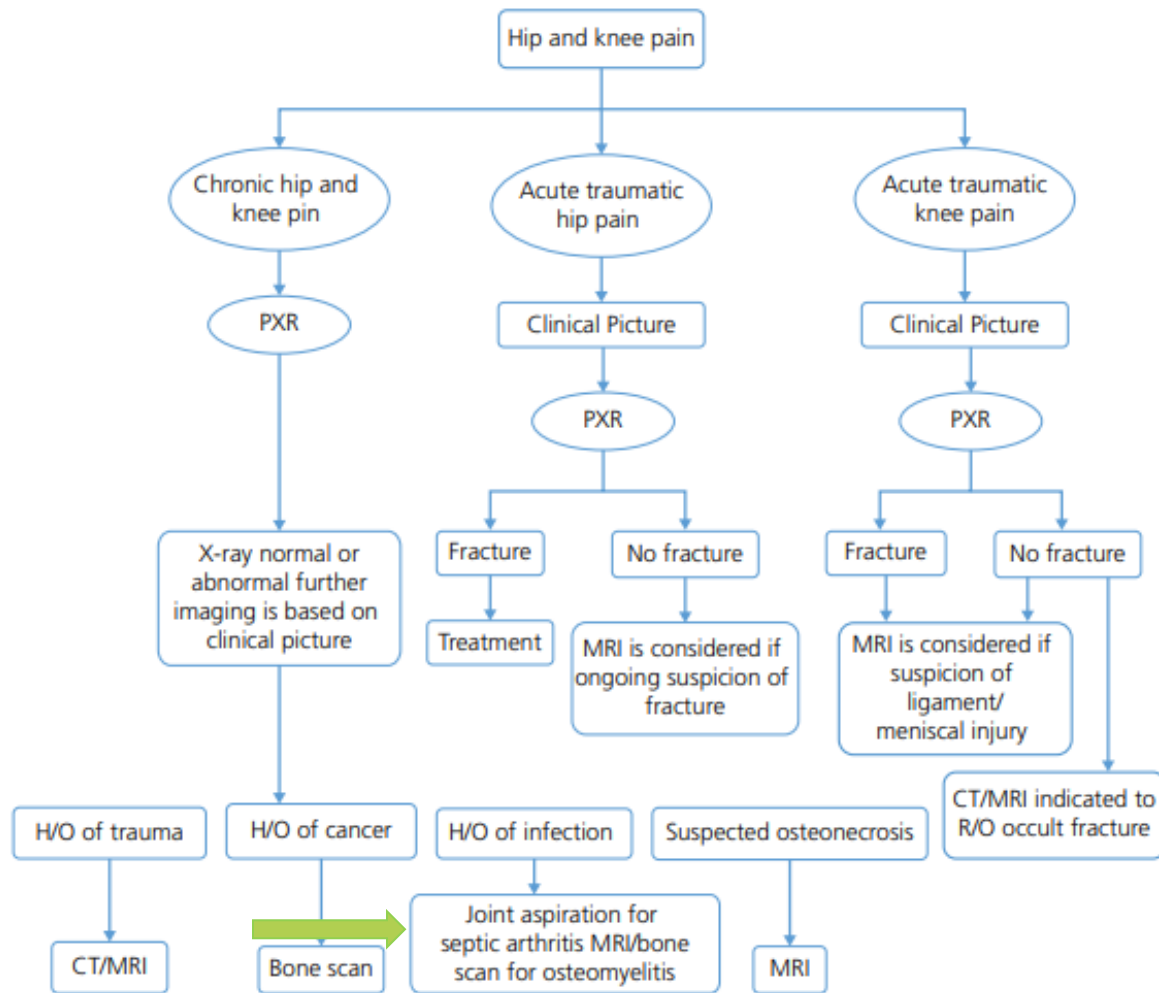 Hip and knee pain
Chronic hip and
knee pin
Acute traumatic
hip pain
Acute traumatic
knee pain
PXR
Clinical Picture
Clinical Picture
PXR
PXR
X-ray normal or
abnormal further
imaging is based on
clinical picture
Fracture
No fracture
Fracture
No fracture
Treatment
MRI is considered if
ongoing suspicion of
fracture
MRI is considered if
suspicion of
ligament/
meniscal injury
CT/MRI indicated to
R/O occult fracture
H/O of trauma
H/O of cancer
H/O of infection
Suspected osteonecrosis
CT/MRI
Bone scan
Joint aspiration for
septic arthritis MRI/bone
scan for osteomyelitis
MRI